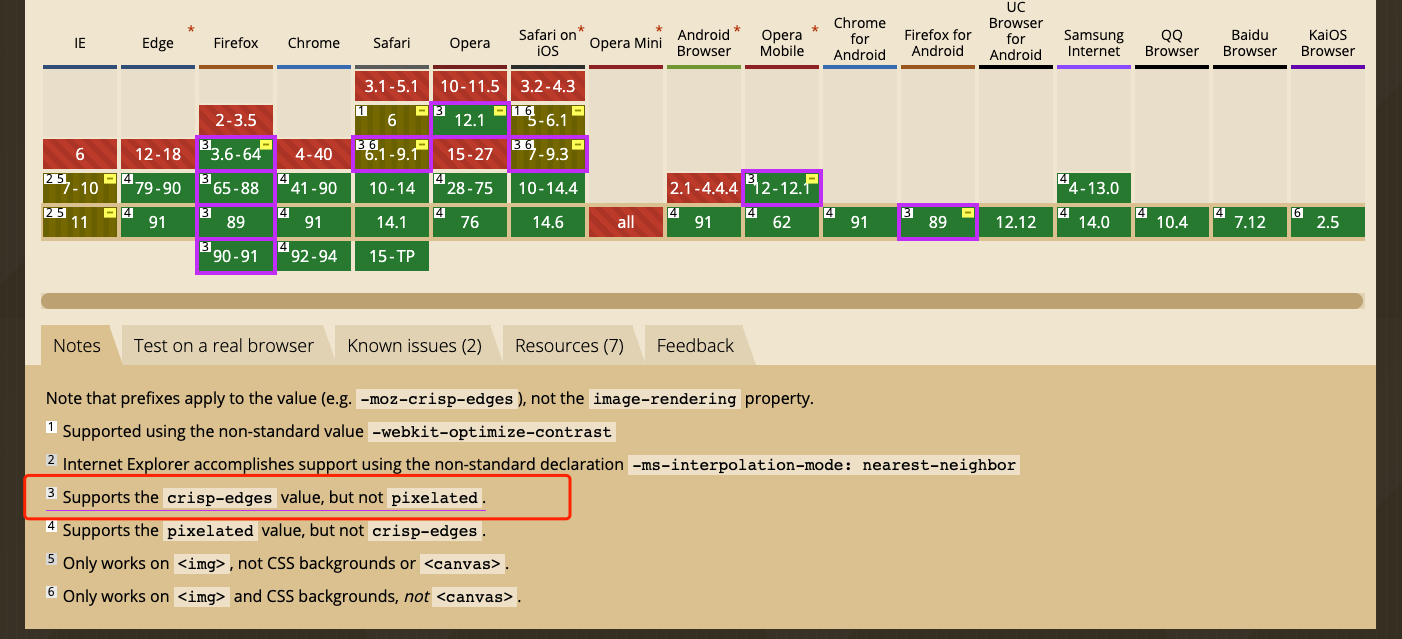 IE Edge * Firefox Chrome Safari Opera Safari on iOS * Opera Mini * Android Browser * Opera Mobile * Chrome for Android Firefox for Android UC Browser for Android Samsung Internet QQ Browser Baidu Browser KaiOS Browser
3.1-5.1 10-11.5 3.2-4.3
2-3.5 1 6 - 3 12.1 - 1 6 5-6.1 -
6 12-18 3 3.6-64 - 4-40 3 6 6.1-9.1 - 15-27 3 6 7-9.3 -
2 5 7-10 - 4 79-90 3 65-88 4 41-90 10-14 4 28-75 10-14.4 2.1-4.4.4 3 12-12.1 - 4 4-13.0
2 5 11 - 4 91 3 89 4 91 14.1 4 76 14.6 all 4 91 4 62 4 91 3 89 - 12.12 4 14.0 4 10.4 4 7.12 6 2.5
3 90-91 4 92-94 15-TP
Notes Test on a real browser Known issues (2) Resources (7) Feedback
Note that prefixes apply to the value (e.g. -moz-crisp-edges), not the image-rendering property.
1 Supported using the non-standard value -webkit-optimize-contrast
2 Internet Explorer accomplishes support using the non-standard declaration -ms-interpolation-mode: nearest-neighbor
3 Supports the crisp-edges value, but not pixelated.
4 Supports the pixelated value, but not crisp-edges.
5 Only works on <img>, not CSS backgrounds or <canvas>.
6 Only works on <img> and CSS backgrounds, not <canvas>.